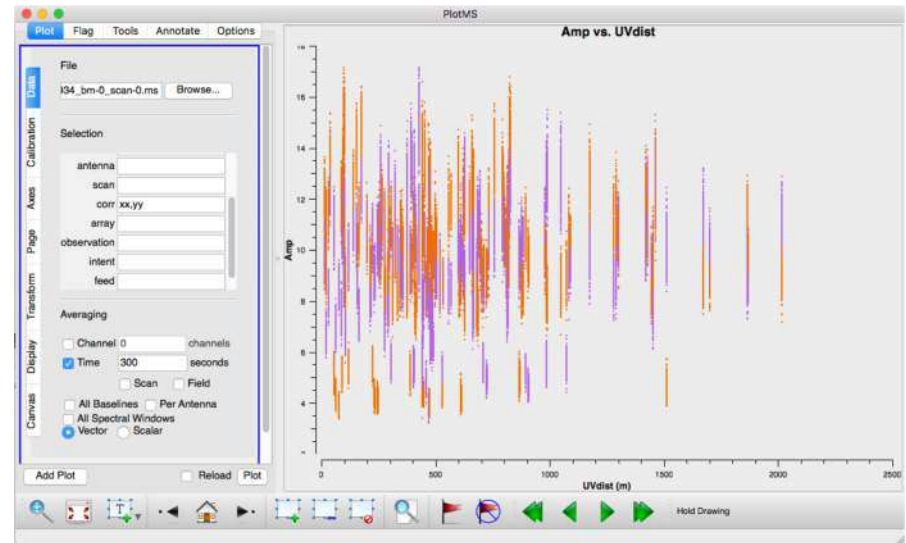 PlotMS
Plot Flag Tools Annotate Options
Data
Calibration
Axes
Page
Transform
Display
Canvas
File
)34_bm-0_scan-0.ms Browse...
Selection
antenna
scan
corr xx,yy
array
observation
intent
feed
Averaging
Channel 0 channels
Time 300 seconds
Scan Field
All Baselines Per Antenna
All Spectral Windows
Vector Scalar
Add Plot Reload Plot
Amp vs. UVdist
Amp
16
14
12
10
8
6
4
0 500 1000 1500 2000 2500
UVdist (m)
T
Hold Drawing